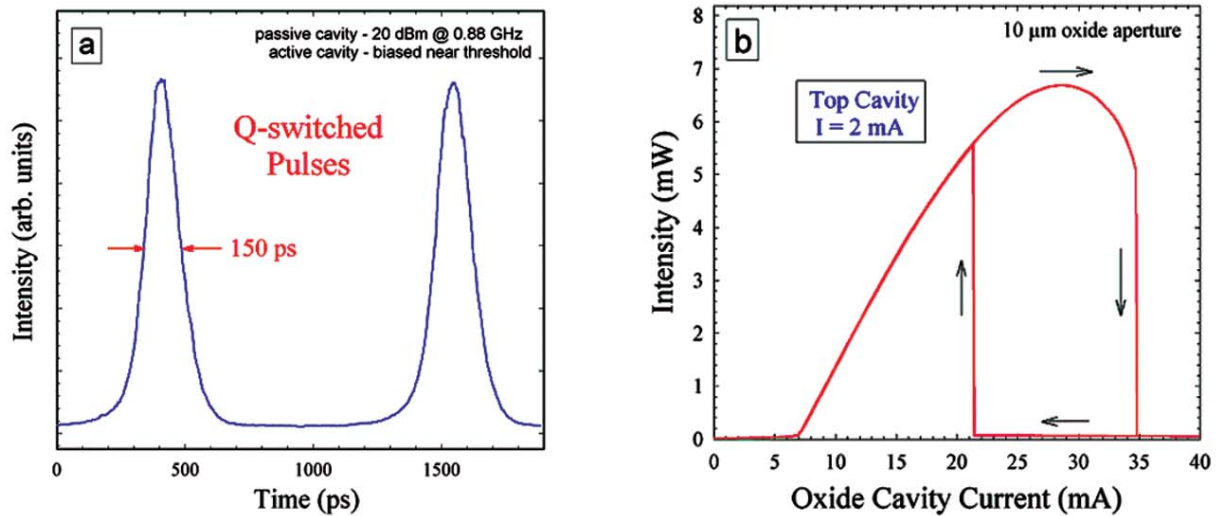 a
passive cavity - 20 dBm @ 0.88 GHz
active cavity - biased near threshold
Q-switched
Pulses
150 ps
Intensity (arb. units)
0 500 1000 1500
Time (ps)
b
10 µm oxide aperture
Top Cavity
I = 2 mA
Intensity (mW)
8
7
6
5
4
3
2
1
0
0 5 10 15 20 25 30 35 40
Oxide Cavity Current (mA)